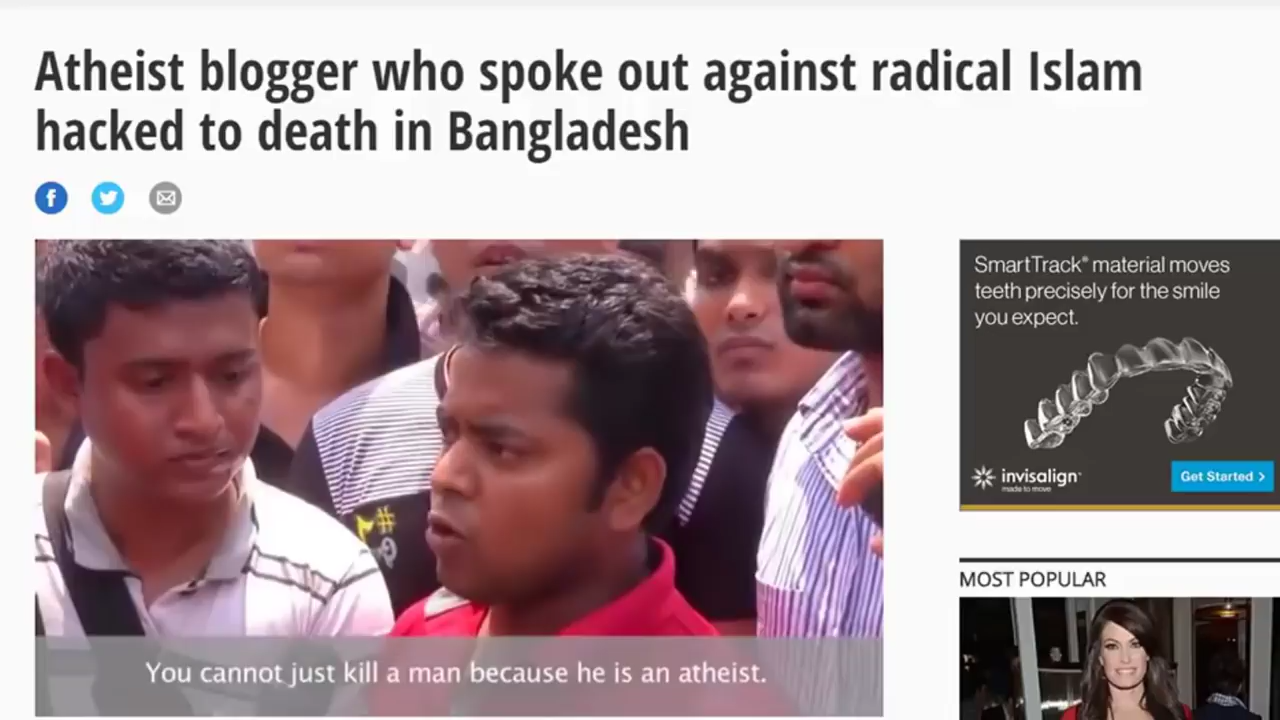 Atheist blogger who spoke out against radical Islam
hacked to death in Bangladesh
f
You cannot just kill a man because he is an atheist.
SmartTrack® material moves
teeth precisely for the smile
you expect.
invisalign™
made to move
Get Started >
MOST POPULAR